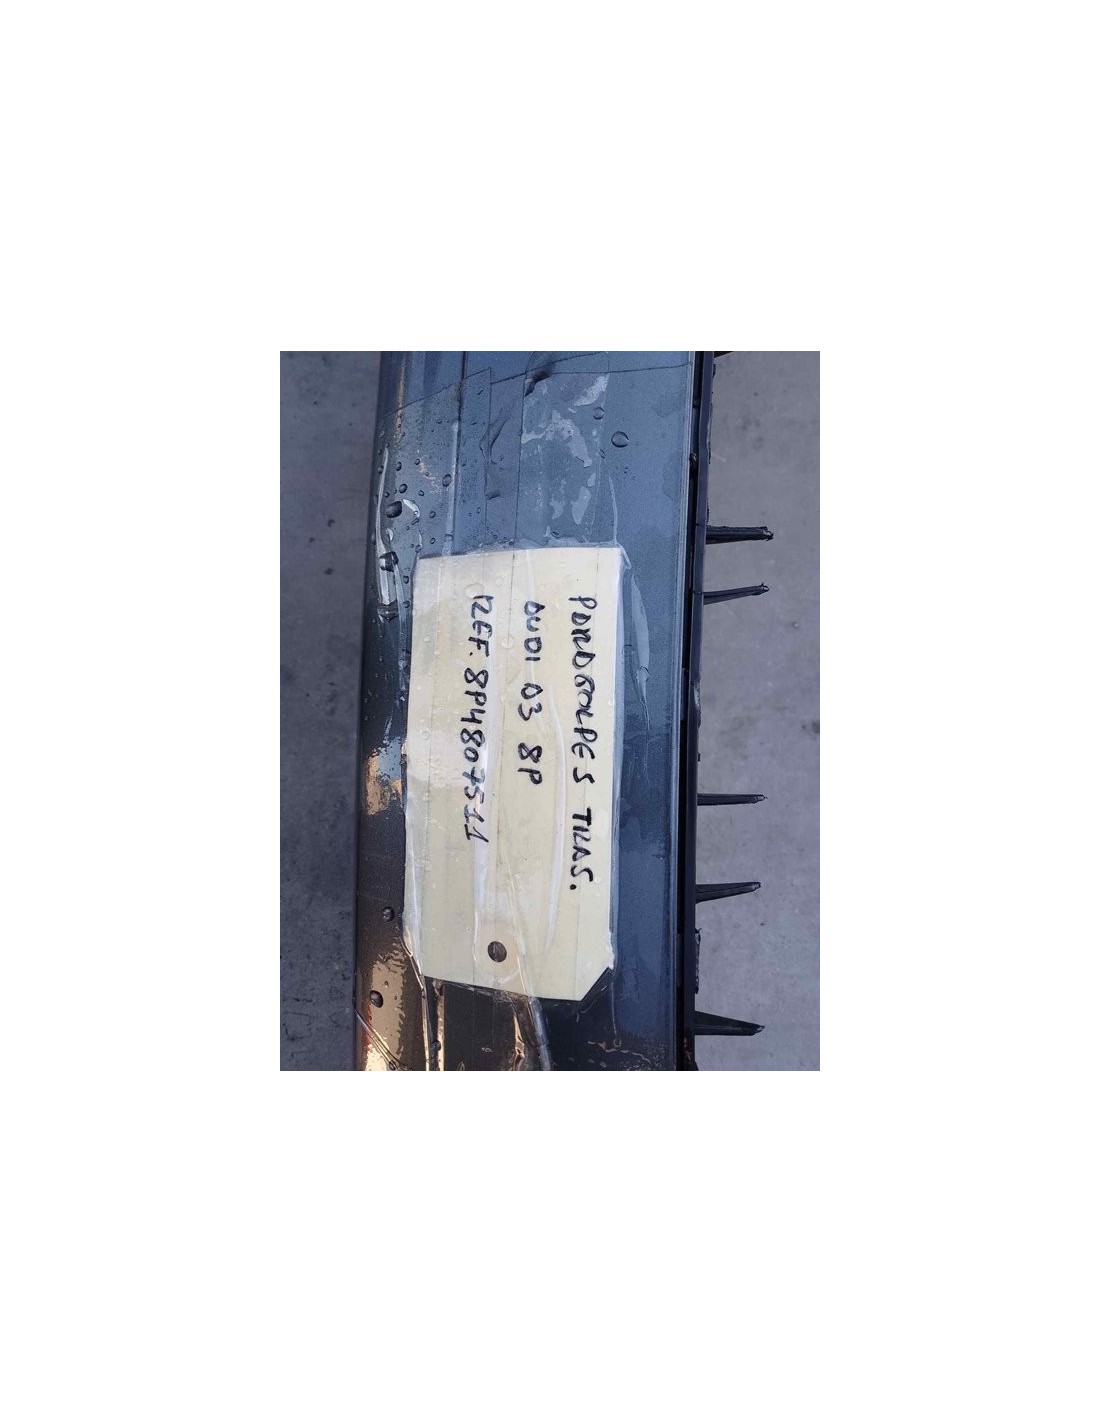 PARAGOLPES TRAS.
AUDI A3 8P
REF. 8P4807511